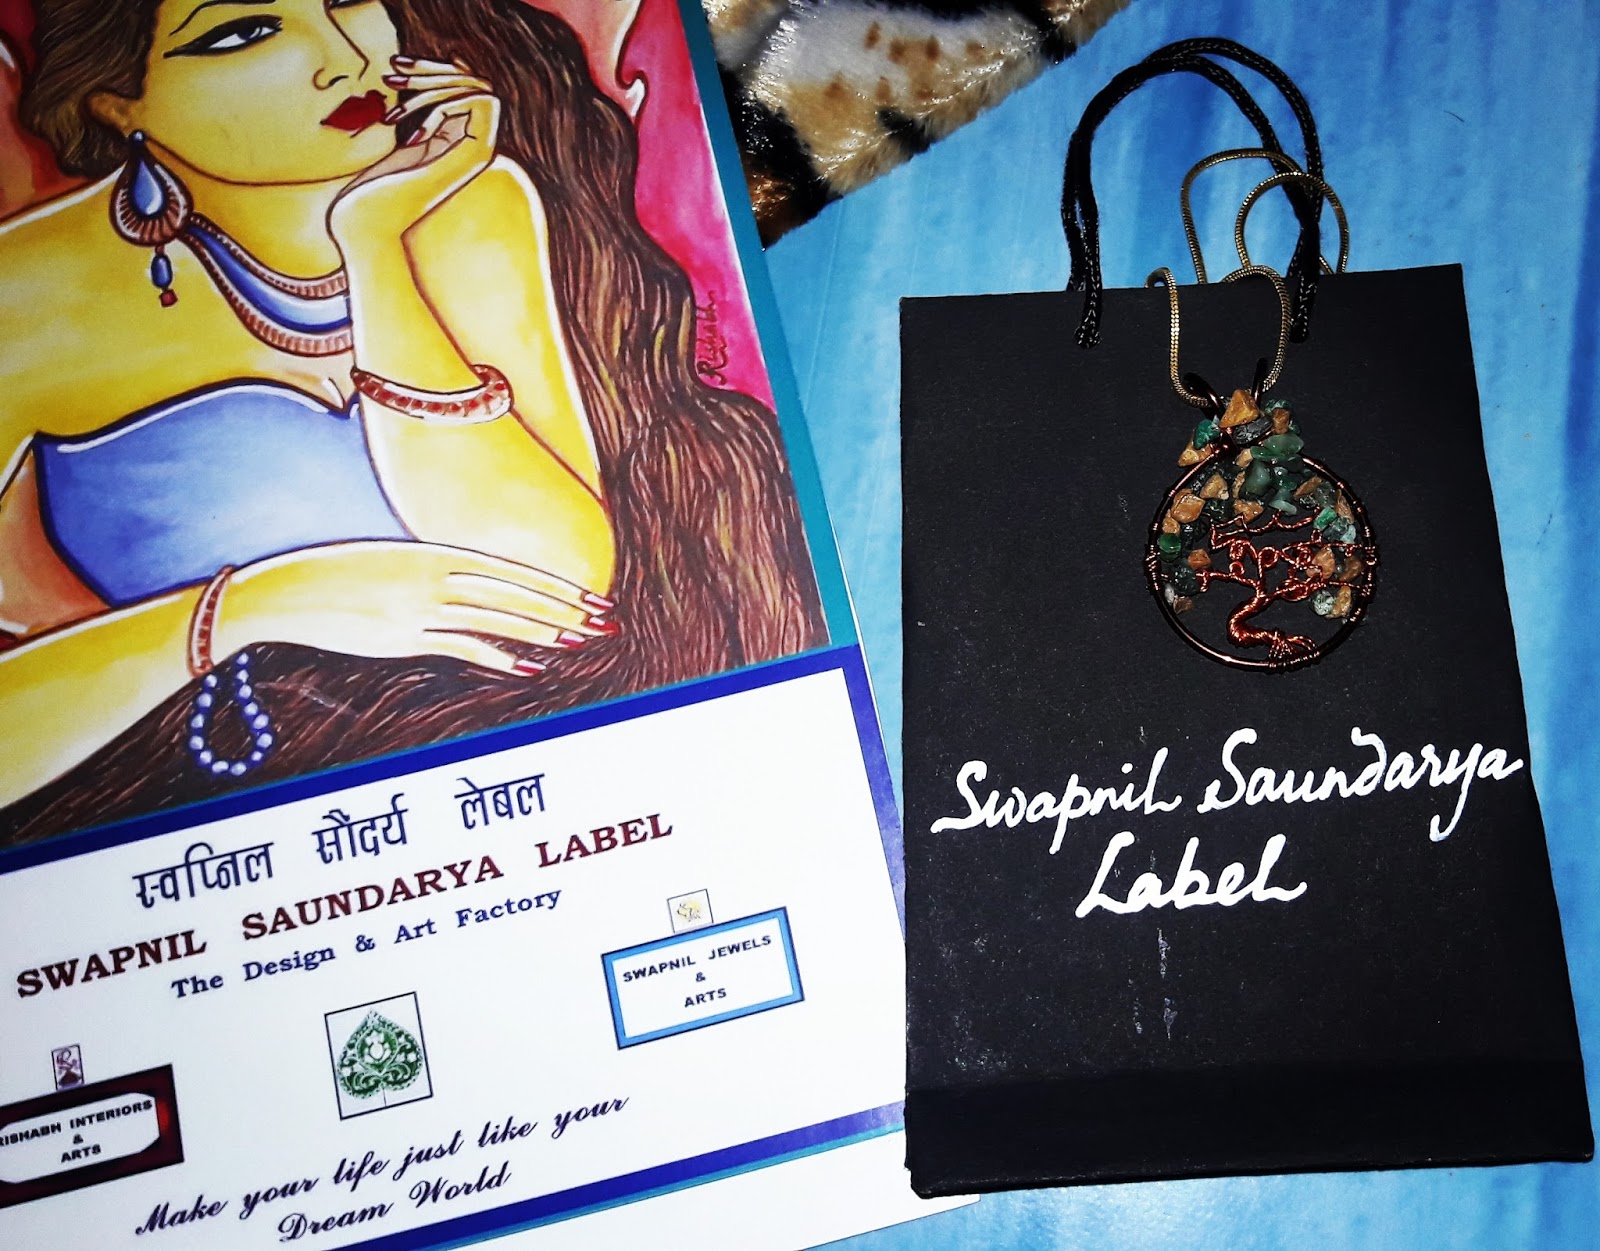 Rishabh
स्वप्निल सौंदर्य लेबल
SWAPNIL SAUNDARYA LABEL
The Design & Art Factory
SWAPNIL JEWELS
&
ARTS
RISHABH INTERIORS
&
ARTS
Make your life just like your
Dream World
Swapnil Saundarya
Label